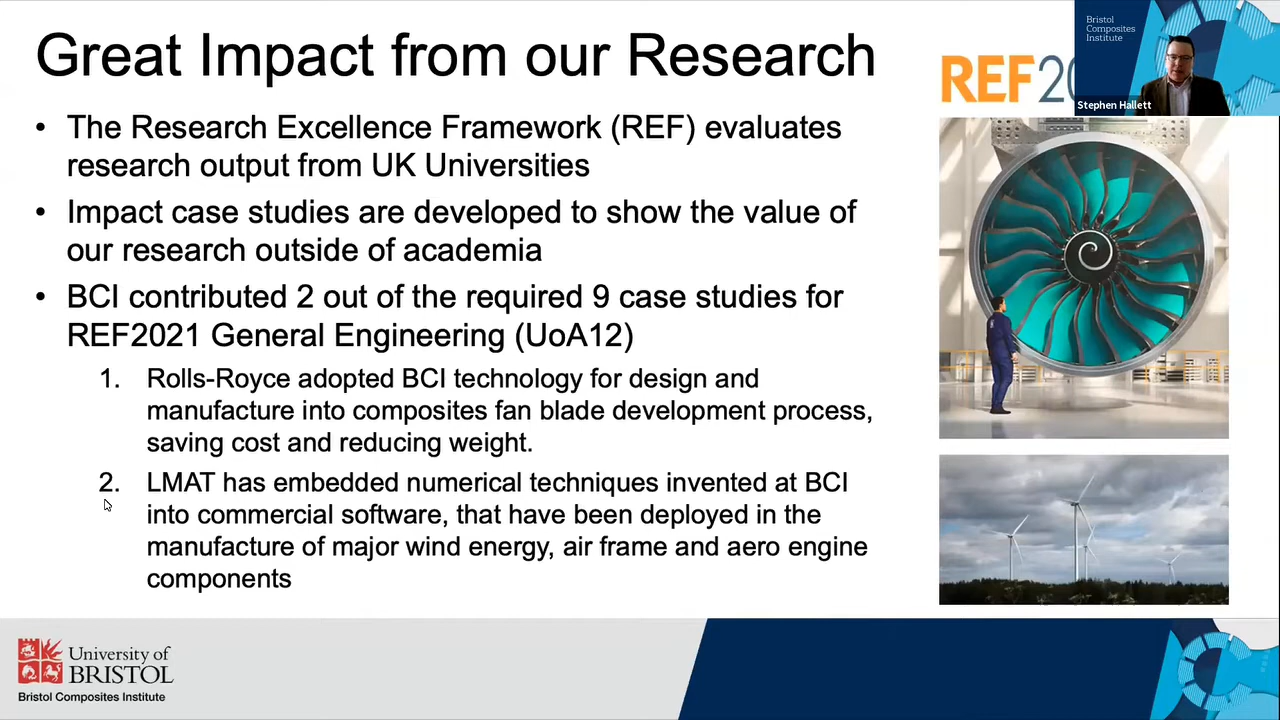 Great Impact from our Research
• The Research Excellence Framework (REF) evaluates
research output from UK Universities
• Impact case studies are developed to show the value of
our research outside of academia
• BCI contributed 2 out of the required 9 case studies for
REF2021 General Engineering (UoA12)
1. Rolls-Royce adopted BCI technology for design and
manufacture into composites fan blade development process,
saving cost and reducing weight.
2. LMAT has embedded numerical techniques invented at BCI
into commercial software, that have been deployed in the
manufacture of major wind energy, air frame and aero engine
components
REF20
Bristol
Composites
Institute
Stephen Hallett
University of
BRISTOL
Bristol Composites Institute